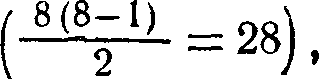 (8(8−1)/2 = 28),